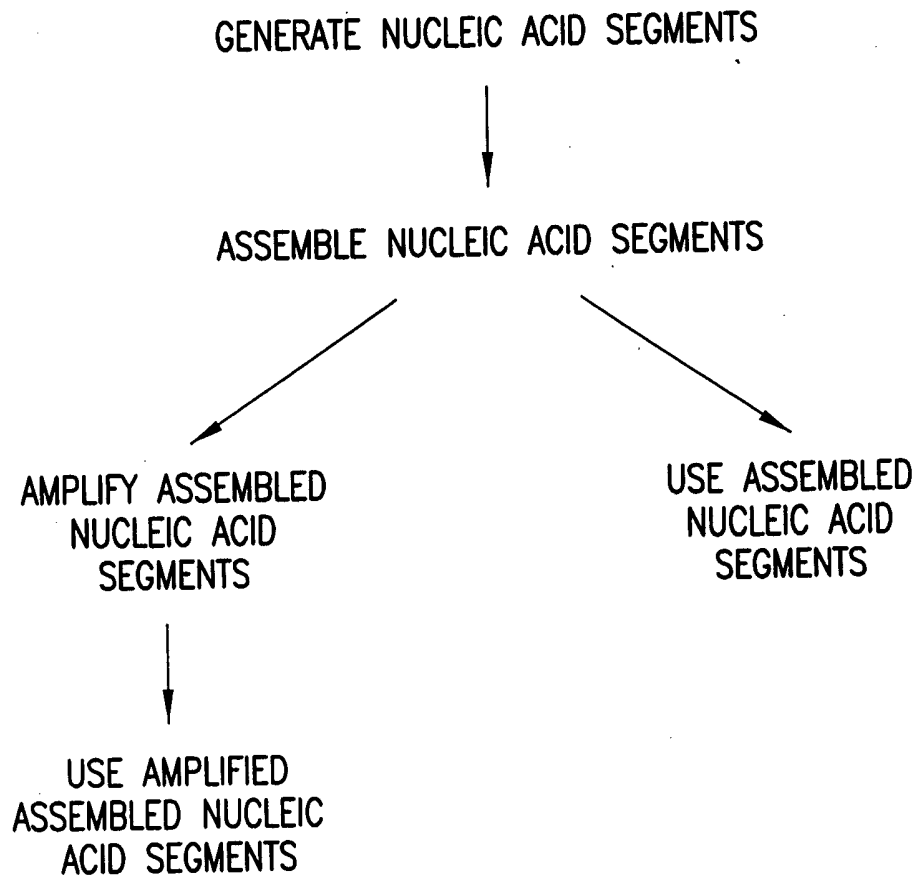 GENERATE NUCLEIC ACID SEGMENTS
ASSEMBLE NUCLEIC ACID SEGMENTS
AMPLIFY ASSEMBLED
NUCLEIC ACID
SEGMENTS
USE ASSEMBLED
NUCLEIC ACID
SEGMENTS
USE AMPLIFIED
ASSEMBLED NUCLEIC
ACID SEGMENTS